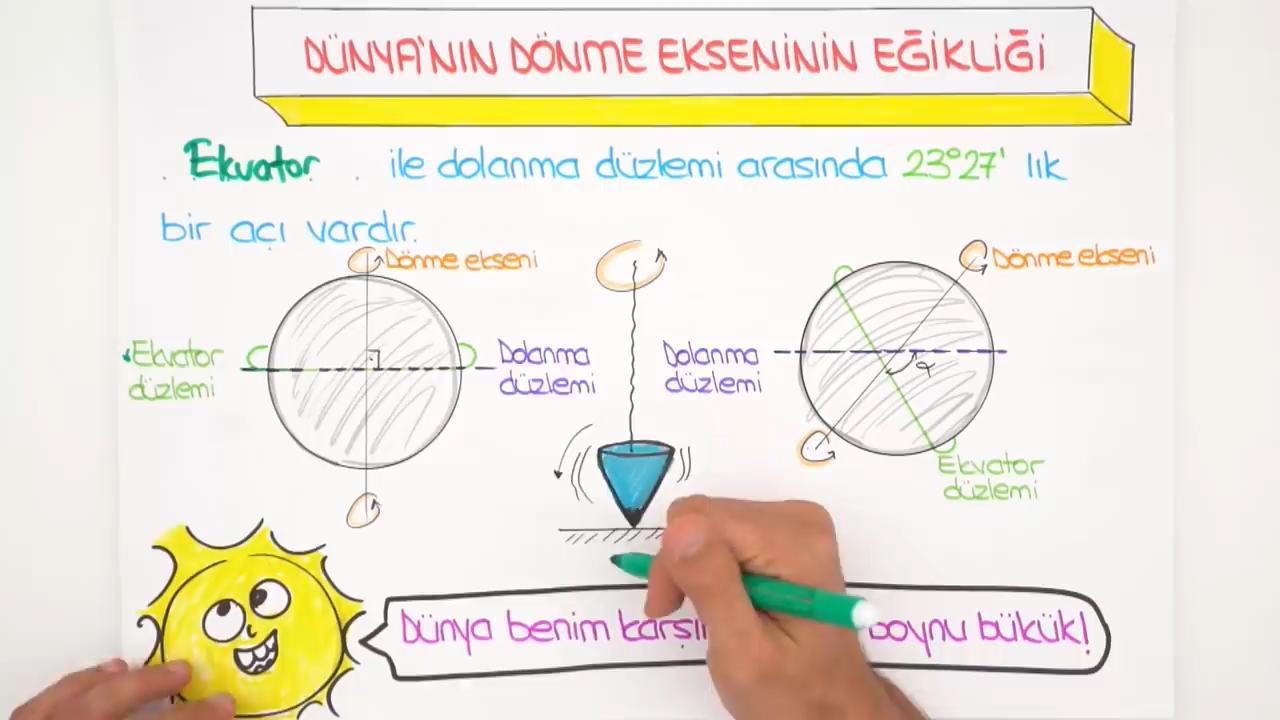 DÜNYA'NIN DÖNME EKSENİNİN EĞİKLİĞİ
Ekvator ile dolanma düzlemi arasında 23°27' lık
bir açı vardır.
Dönme ekseni
Ekvator
düzlemi
Dolanma
düzlemi
Dönme ekseni
Dolanma
düzlemi
α
Ekvator
düzlemi
Dünya benim boynu bükük!